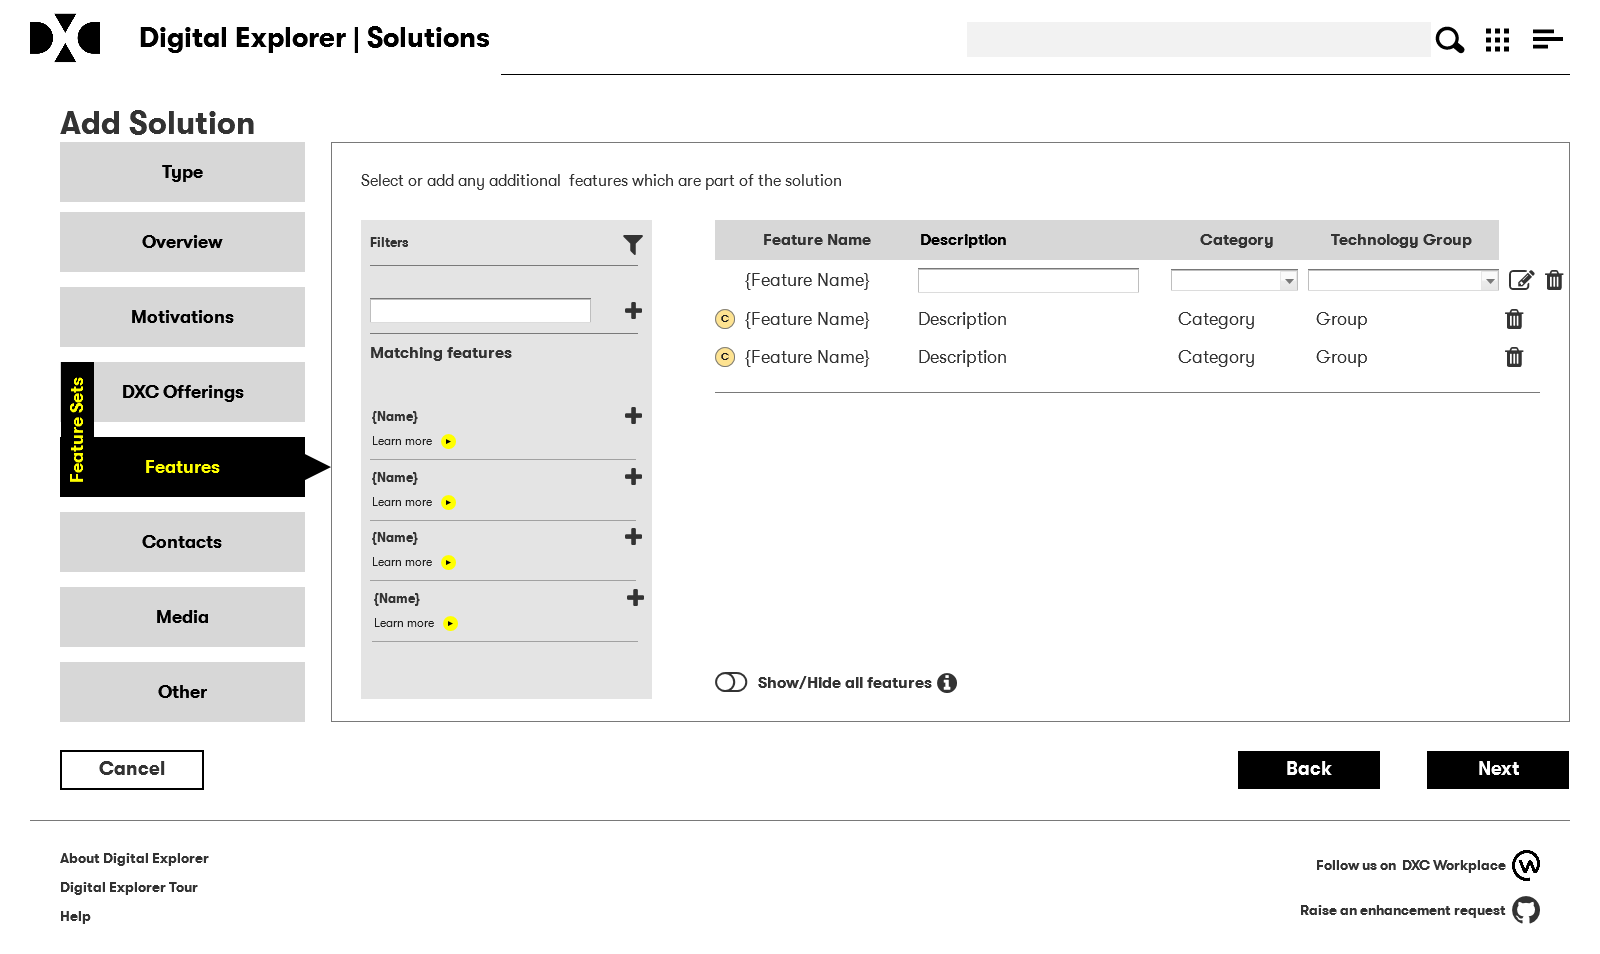 DXC
Digital Explorer | Solutions
Add Solution
Type
Overview
Motivations
DXC Offerings
Feature Sets
Features
Contacts
Media
Other
Select or add any additional  features which are part of the solution
Filters
Matching features
{Name}
Learn more
{Name}
Learn more
{Name}
Learn more
{Name}
Learn more
Feature Name Description Category Technology Group
{Feature Name}
C {Feature Name} Description Category Group
C {Feature Name} Description Category Group
Show/Hide all features
Cancel
Back
Next
About Digital Explorer
Digital Explorer Tour
Help
Follow us on  DXC Workplace
Raise an enhancement request